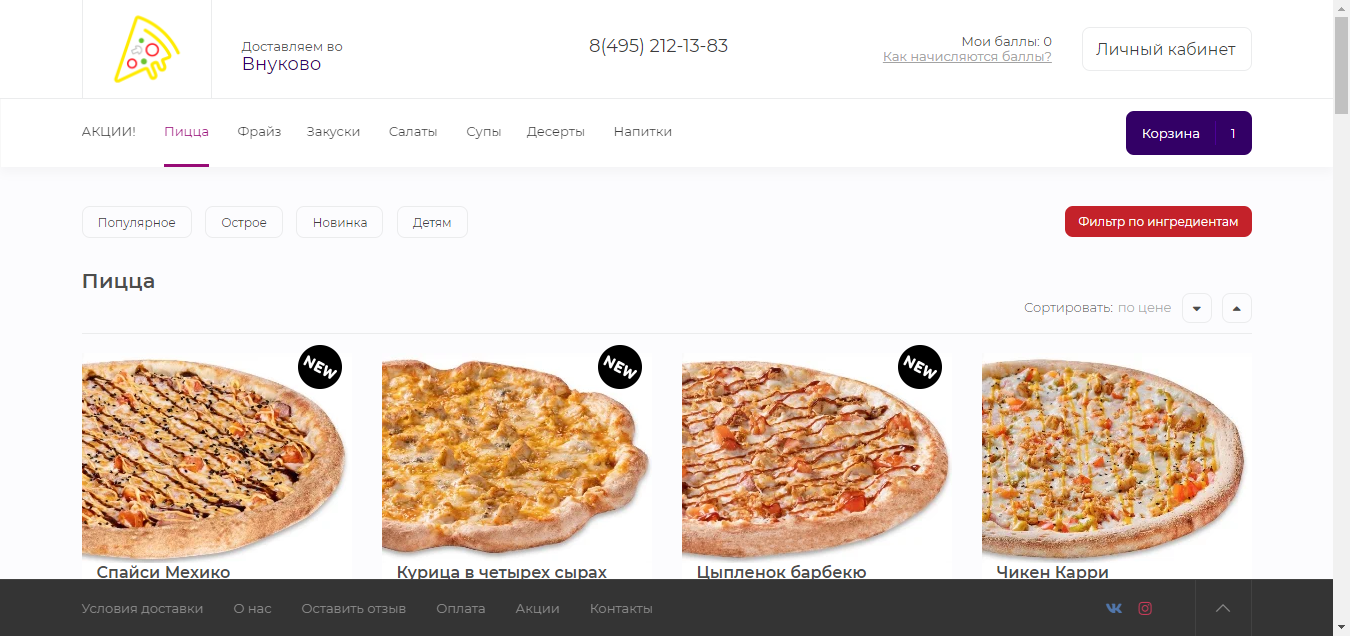 Доставляем во
Внуково
8(495) 212-13-83
Мои баллы: 0
Как начисляются баллы?
Личный кабинет
АКЦИИ! Пицца Фрайз Закуски Салаты Супы Десерты Напитки
Корзина 1
Популярное Острое Новинка Детям
Фильтр по ингредиентам
Пицца
Сортировать: по цене
NEW NEW NEW
Спайси Мехико Курица в четырех сырах Цыпленок барбекю Чикен Карри
Условия доставки О нас Оставить отзыв Оплата Акции Контакты